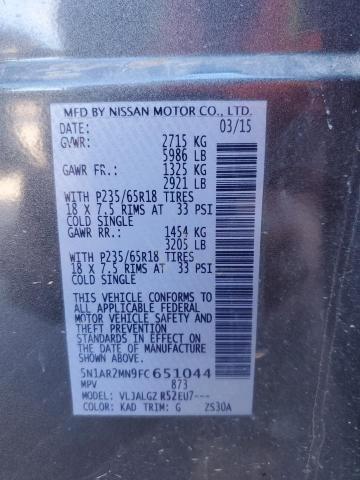 MFD BY NISSAN MOTOR CO., LTD.
DATE: 03/15
GVWR: 2715 KG
5986 LB
GAWR FR.: 1325 KG
2921 LB
WITH P235/65R18 TIRES
18 X 7.5 RIMS AT 33 PSI
COLD SINGLE
GAWR RR.: 1454 KG
3205 LB
WITH P235/65R18 TIRES
18 X 7.5 RIMS AT 33 PSI
COLD SINGLE
THIS VEHICLE CONFORMS TO
ALL APPLICABLE FEDERAL
MOTOR VEHICLE SAFETY AND
THEFT PREVENTION
STANDARDS IN EFFECT ON
THE DATE OF MANUFACTURE
SHOWN ABOVE.
5N1AR2MN9FC651044
MPV 873
MODEL: VLJALGZ R52EU7---
COLOR: KAD TRIM: G ZS30A